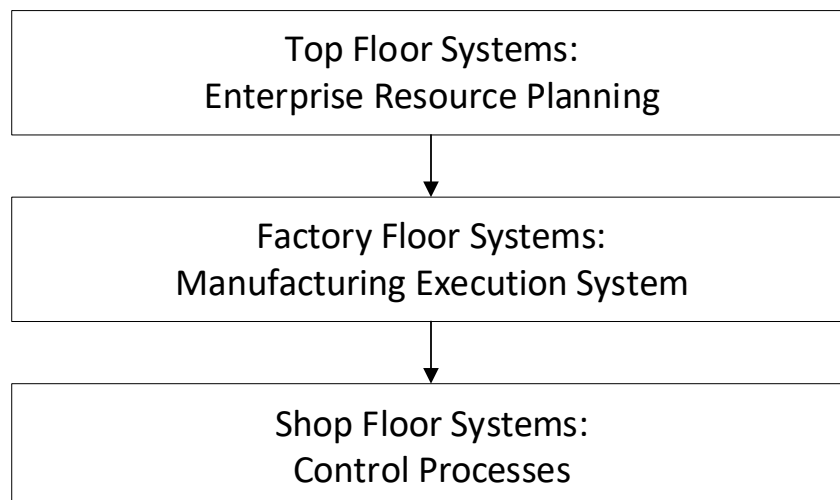 Top Floor Systems:
Enterprise Resource Planning
Factory Floor Systems:
Manufacturing Execution System
Shop Floor Systems:
Control Processes